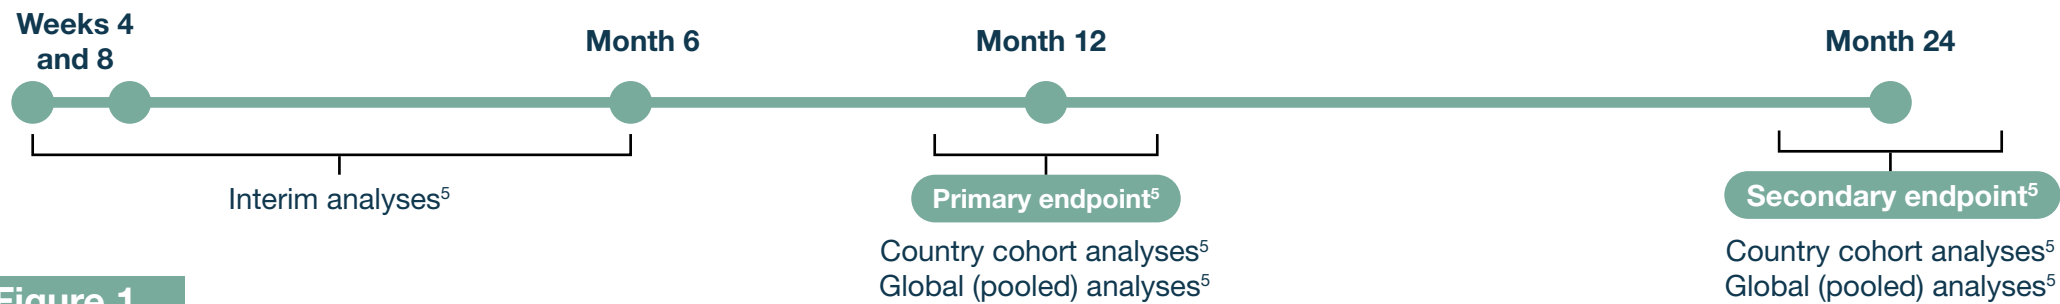 Weeks 4
and 8
Month 6
Month 12
Month 24
Interim analyses⁵
Primary endpoint⁵
Secondary endpoint⁵
Country cohort analyses⁵
Global (pooled) analyses⁵
Country cohort analyses⁵
Global (pooled) analyses⁵
Figure 1